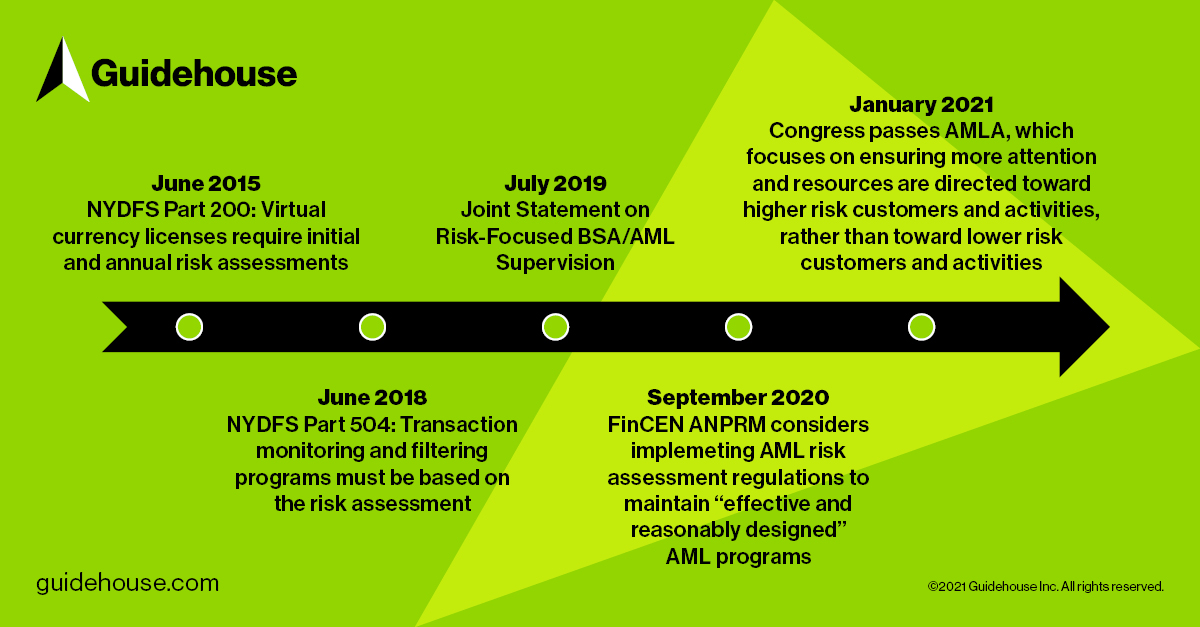 Guidehouse
June 2015
NYDFS Part 200: Virtual
currency licenses require initial
and annual risk assessments
June 2018
NYDFS Part 504: Transaction
monitoring and filtering
programs must be based on
the risk assessment
July 2019
Joint Statement on
Risk-Focused BSA/AML
Supervision
September 2020
FinCEN ANPRM considers
implemeting AML risk
assessment regulations to
maintain “effective and
reasonably designed”
AML programs
January 2021
Congress passes AMLA, which
focuses on ensuring more attention
and resources are directed toward
higher risk customers and activities,
rather than toward lower risk
customers and activities
guidehouse.com
©2021 Guidehouse Inc. All rights reserved.